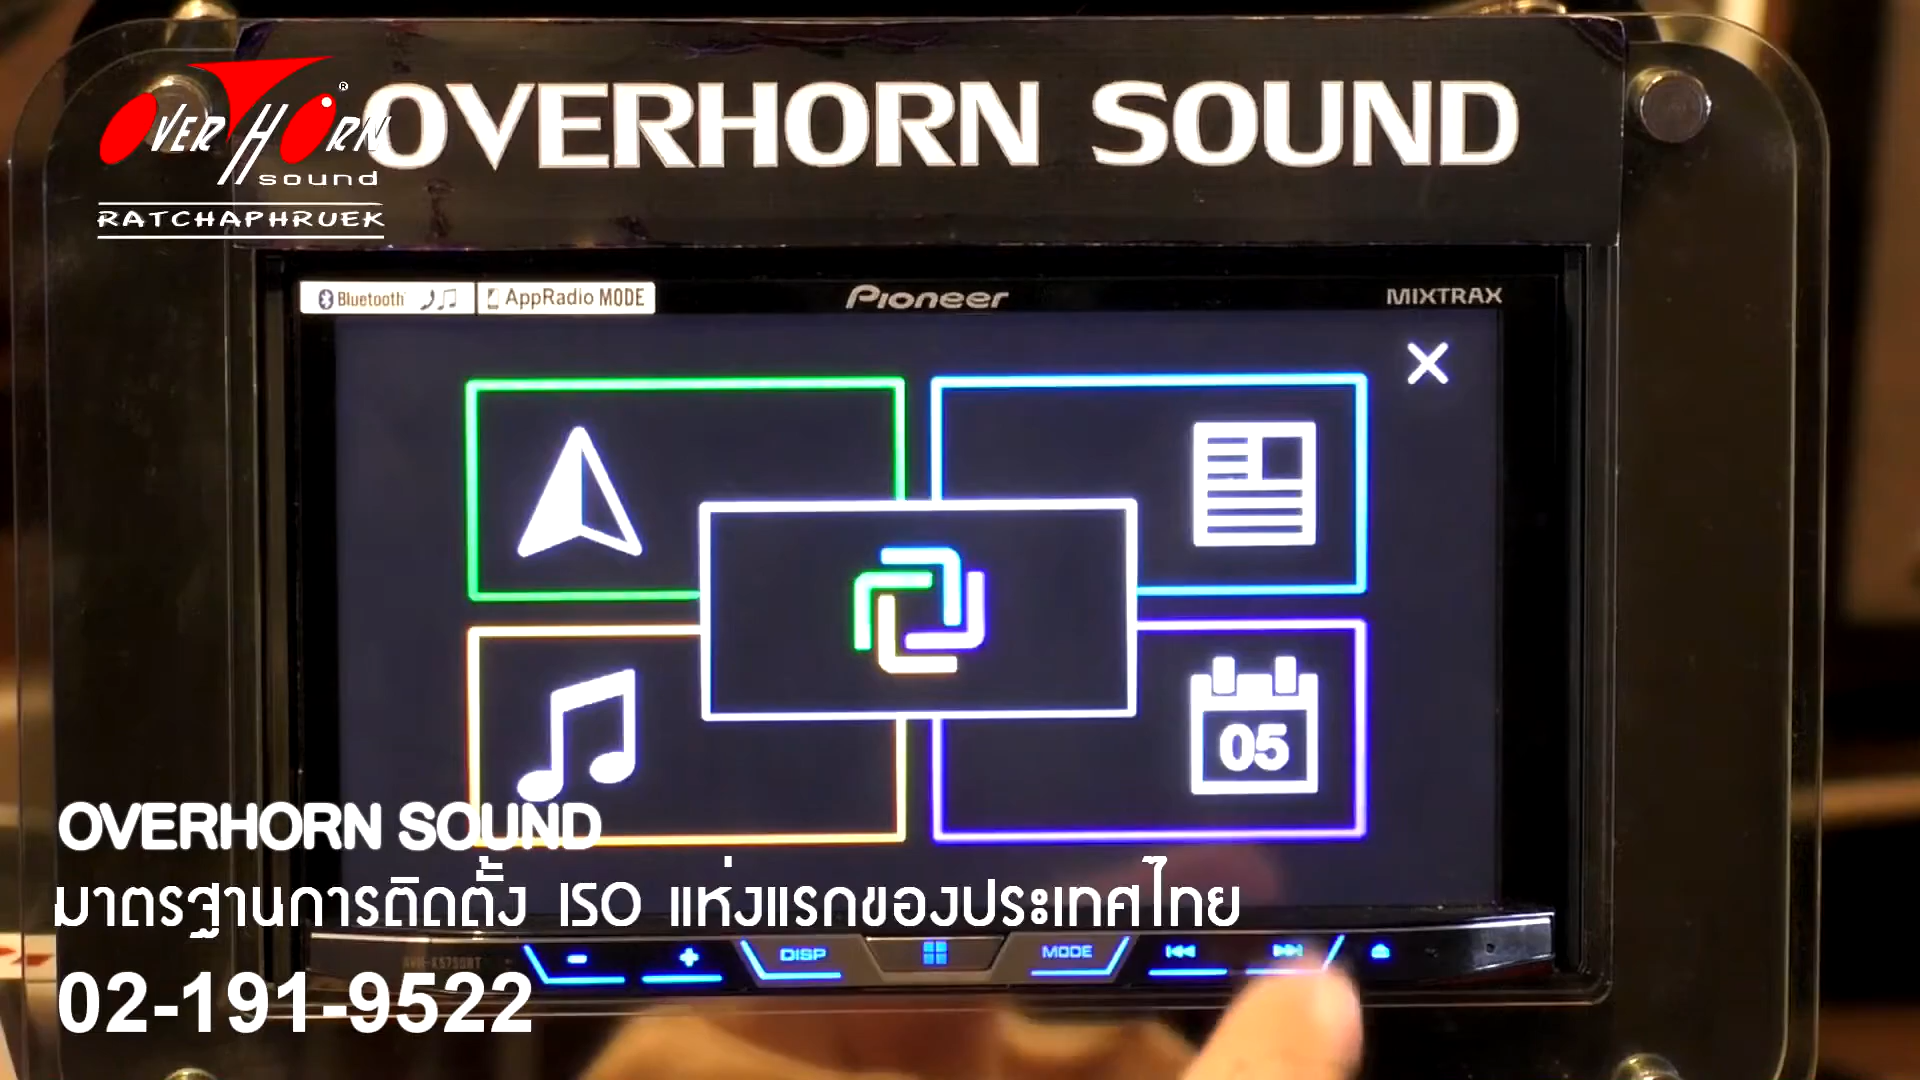 OVERHORN SOUND
OVER HORN ®
sound
RATCHAPHRUEK
Bluetooth
AppRadio MODE
Pioneer
MIXTRAX
05
OVERHORN SOUND
มาตรฐานการติดตั้ง ISO แห่งแรกของประเทศไทย
DISP
MODE
02-191-9522